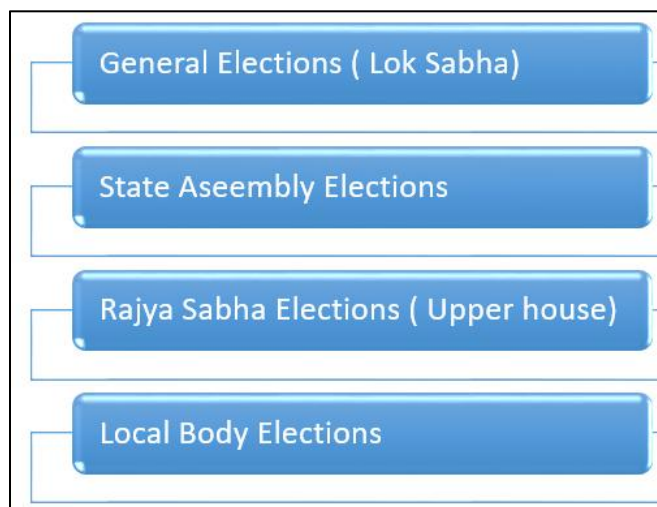 General Elections ( Lok Sabha)
State Aseembly Elections
Rajya Sabha Elections ( Upper house)
Local Body Elections